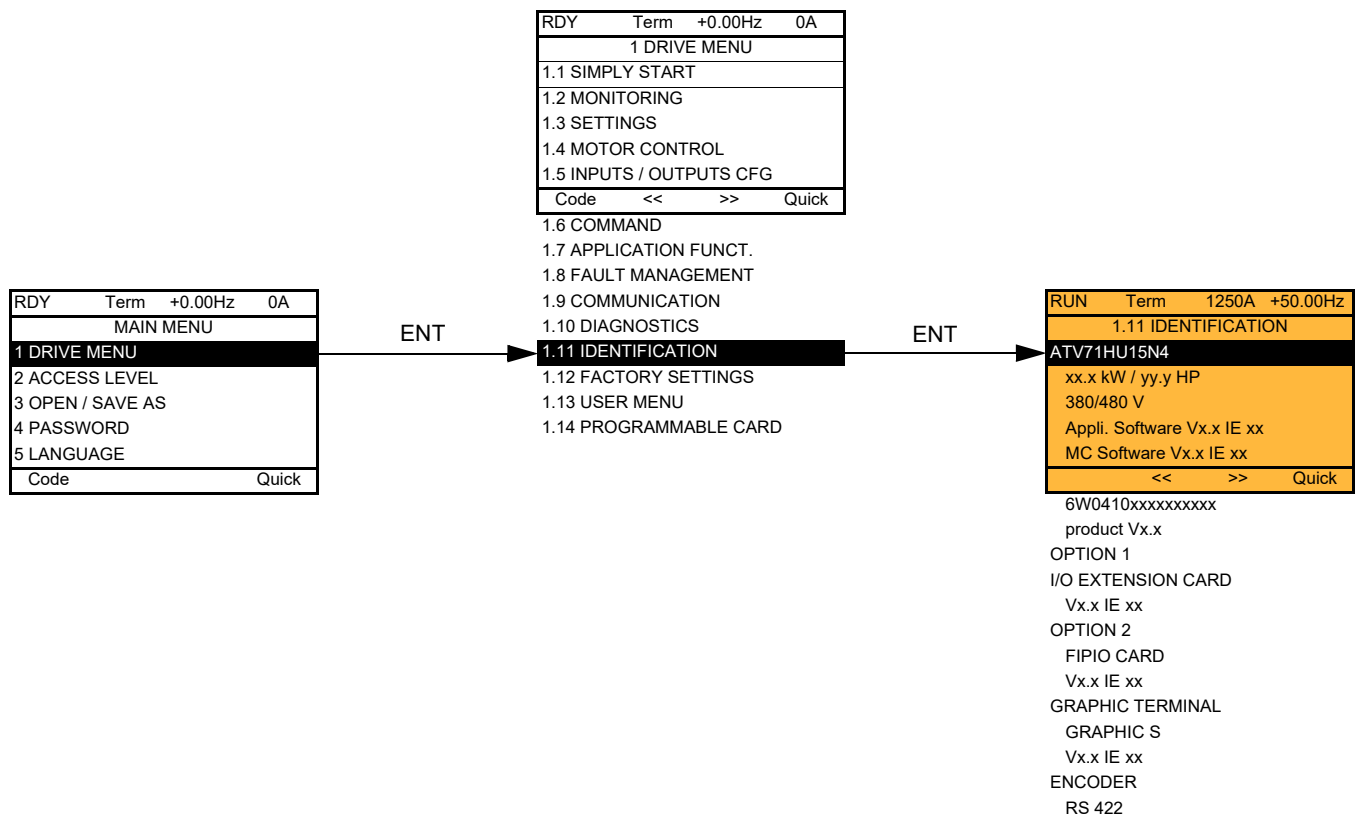 RDY Term +0.00Hz 0A
MAIN MENU
1 DRIVE MENU
2 ACCESS LEVEL
3 OPEN / SAVE AS
4 PASSWORD
5 LANGUAGE
Code Quick
ENT
RDY Term +0.00Hz 0A
1 DRIVE MENU
1.1 SIMPLY START
1.2 MONITORING
1.3 SETTINGS
1.4 MOTOR CONTROL
1.5 INPUTS / OUTPUTS CFG
Code << >> Quick
1.6 COMMAND
1.7 APPLICATION FUNCT.
1.8 FAULT MANAGEMENT
1.9 COMMUNICATION
1.10 DIAGNOSTICS
1.11 IDENTIFICATION
1.12 FACTORY SETTINGS
1.13 USER MENU
1.14 PROGRAMMABLE CARD
ENT
RUN Term 1250A +50.00Hz
1.11 IDENTIFICATION
ATV71HU15N4
xx.x kW / yy.y HP
380/480 V
Appli. Software Vx.x IE xx
MC Software Vx.x IE xx
<< >> Quick
6W0410xxxxxxxxxx
product Vx.x
OPTION 1
I/O EXTENSION CARD
Vx.x IE xx
OPTION 2
FIPIO CARD
Vx.x IE xx
GRAPHIC TERMINAL
GRAPHIC S
Vx.x IE xx
ENCODER
RS 422